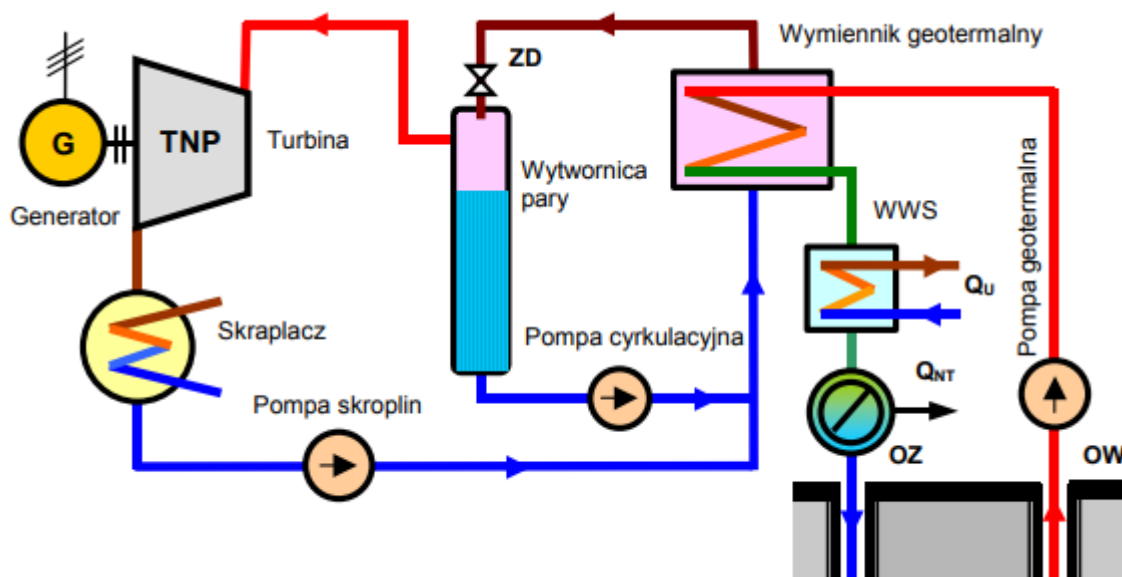 Wymiennik geotermalny
ZD
G
TNP
Turbina
Wytwornica
pary
Generator
WWS
Pompa geotermalna
QU
Skraplacz
Pompa cyrkulacyjna
QNT
Pompa skroplin
OZ
OW